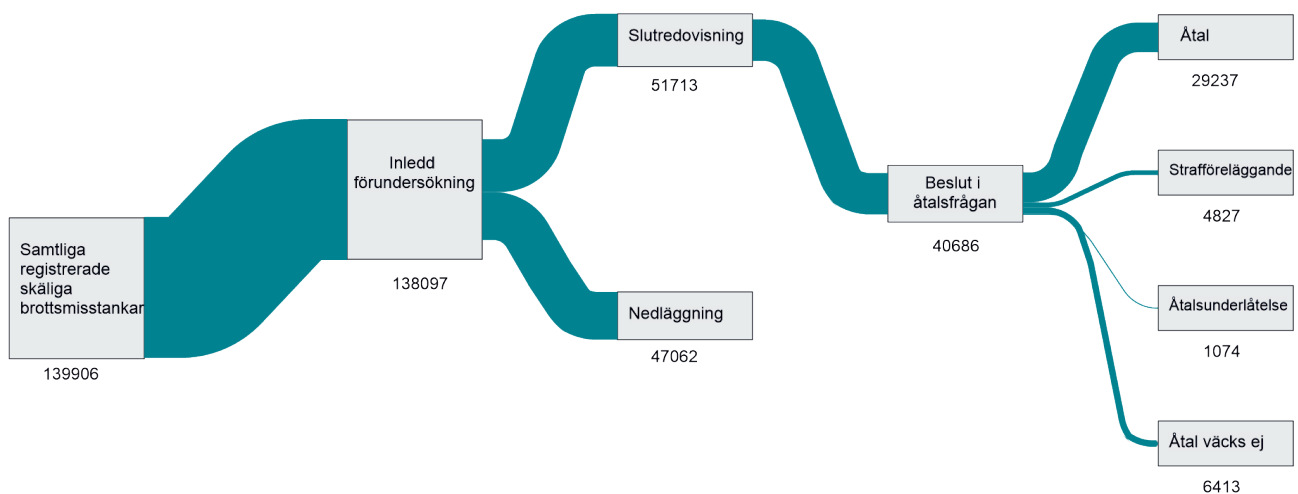 Samtliga
registrerade
skäliga
brottsmisstankar
139906
Inledd
förundersökning
138097
Slutredovisning
51713
Nedläggning
47062
Beslut i
åtalsfrågan
40686
Åtal
29237
Strafföreläggande
4827
Åtalsunderlåtelse
1074
Åtal väcks ej
6413